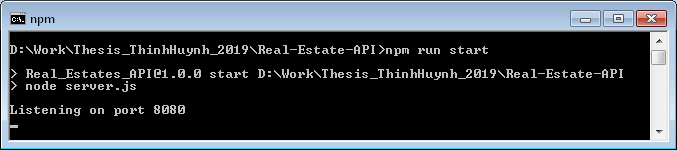 npm
D:\Work\Thesis_ThinhHuynh_2019\Real-Estate-API>npm run start
> Real_Estates_API@1.0.0 start D:\Work\Thesis_ThinhHuynh_2019\Real-Estate-API
> node server.js
Listening on port 8080